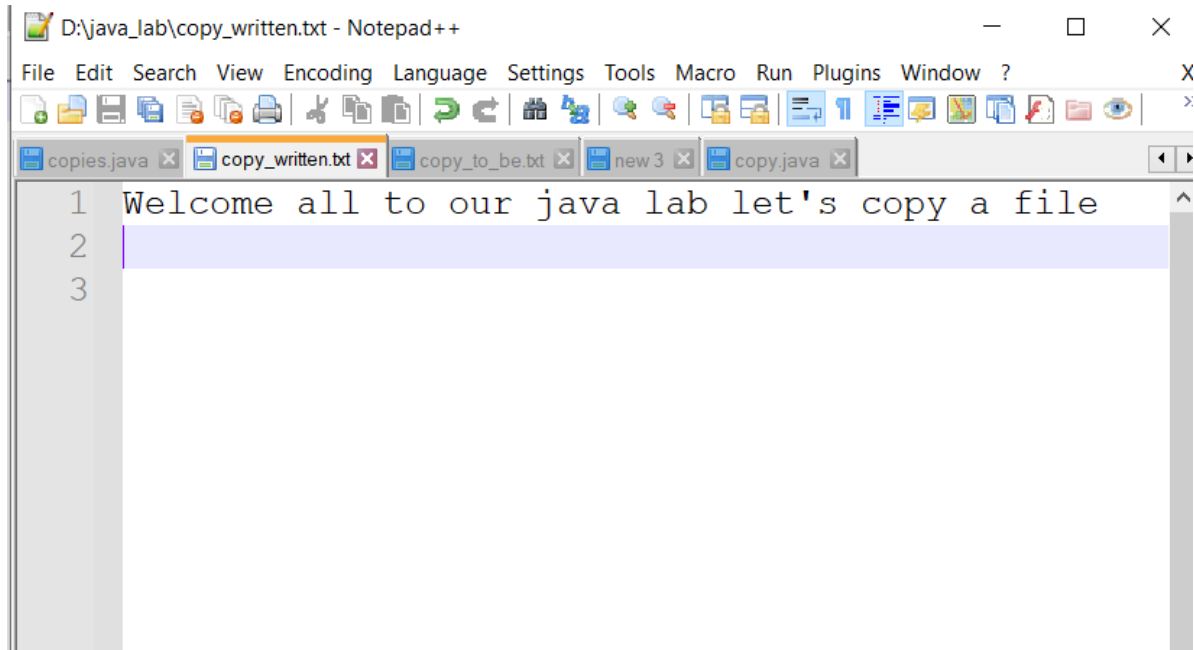 D:\java_lab\copy_written.txt - Notepad++
File Edit Search View Encoding Language Settings Tools Macro Run Plugins Window ? X
copies.java copy_written.txt copy_to_be.txt new 3 copy.java
1 Welcome all to our java lab let's copy a file
2
3